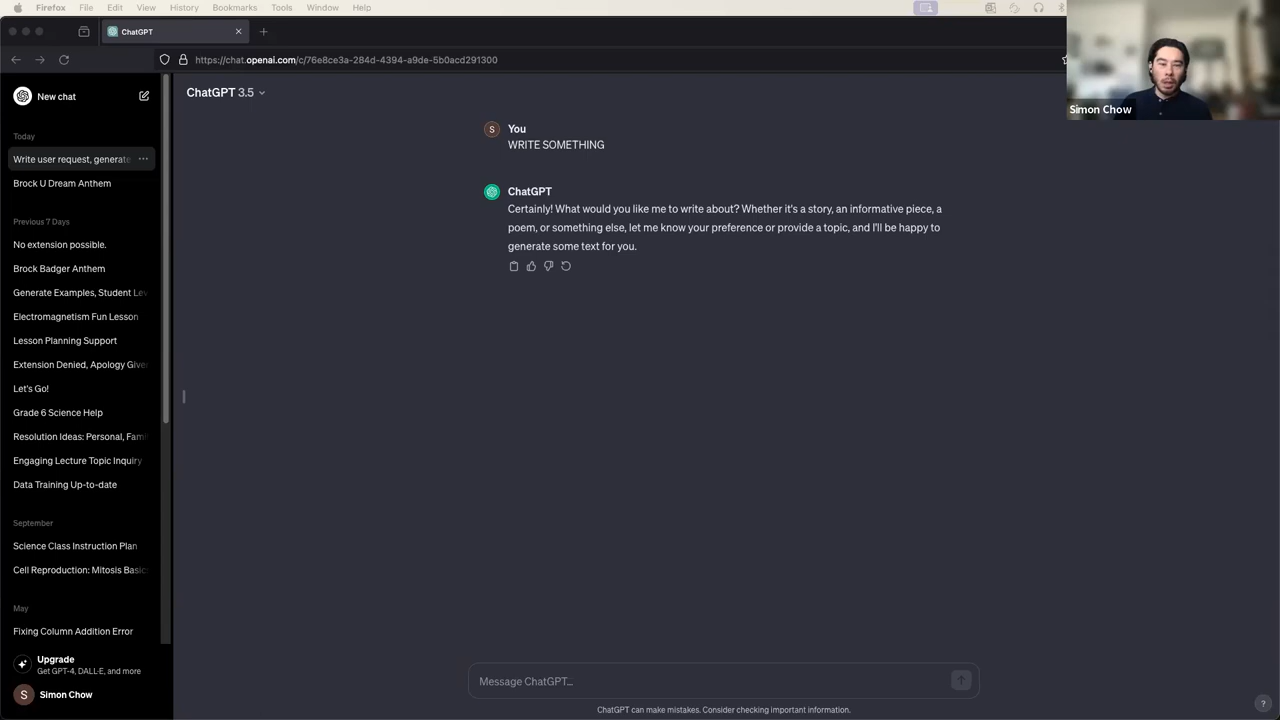 Firefox File Edit View History Bookmarks Tools Window Help
ChatGPT
https://chat.openai.com/c/76e8ce3a-284d-4394-a9de-5b0acd291300
Simon Chow
New chat
Today
Write user request, generate
Brock U Dream Anthem
Previous 7 Days
No extension possible.
Brock Badger Anthem
Generate Examples, Student Lev
Electromagnetism Fun Lesson
Lesson Planning Support
Extension Denied, Apology Give
Let's Go!
Grade 6 Science Help
Resolution Ideas: Personal, Fam
Engaging Lecture Topic Inquiry
Data Training Up-to-date
September
Science Class Instruction Plan
Cell Reproduction: Mitosis Basic
May
Fixing Column Addition Error
Upgrade
Get GPT-4, DALL·E, and more
S Simon Chow
ChatGPT 3.5
S You
WRITE SOMETHING
ChatGPT
Certainly! What would you like me to write about? Whether it's a story, an informative piece, a
poem, or something else, let me know your preference or provide a topic, and I'll be happy to
generate some text for you.
Message ChatGPT...
ChatGPT can make mistakes. Consider checking important information.
?